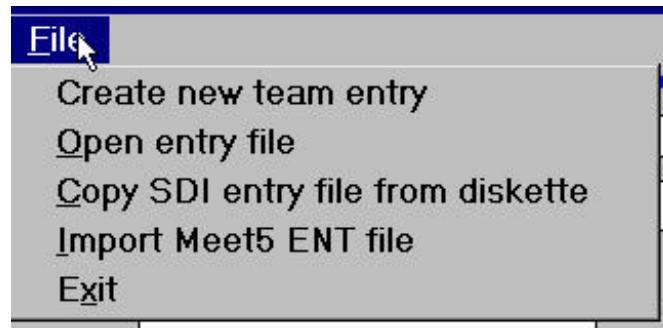 File
Create new team entry
Open entry file
Copy SDI entry file from diskette
Import Meet5 ENT file
Exit